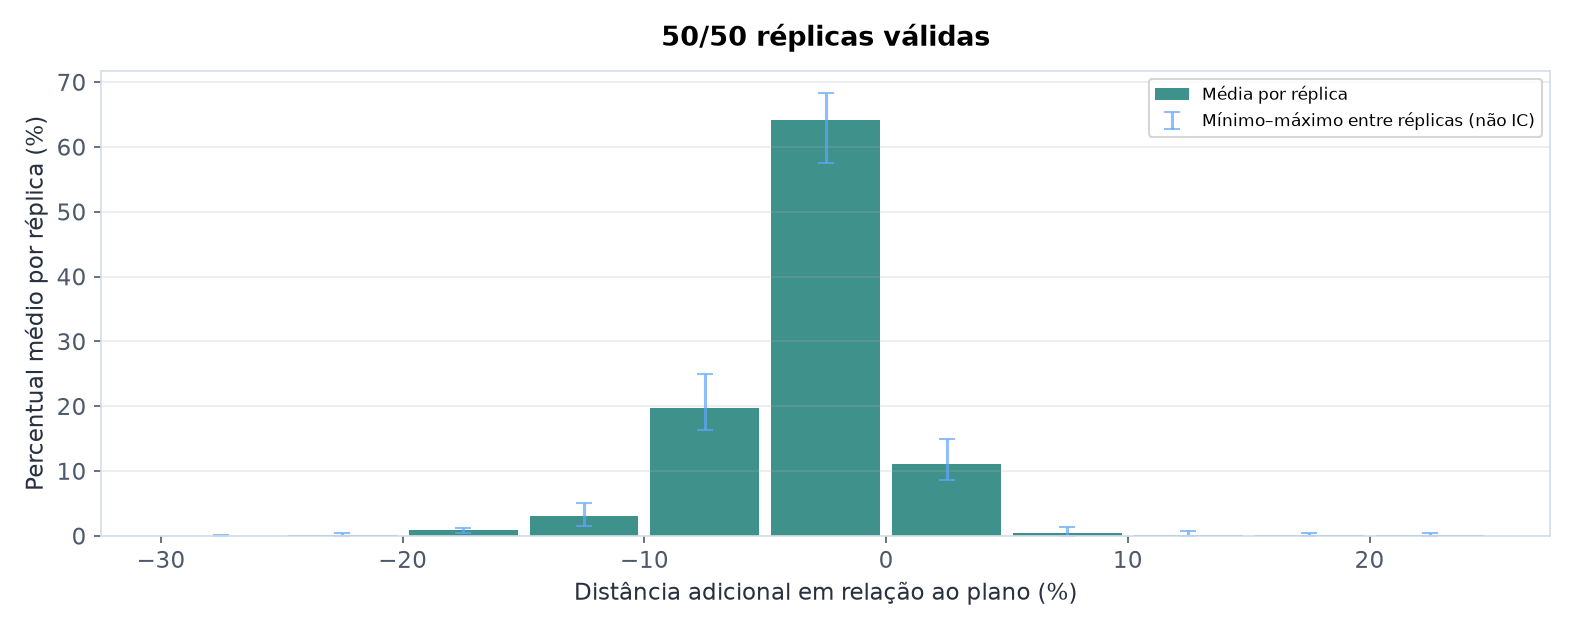 50/50 réplicas válidas
Percentual médio por réplica (%)
70
60
50
40
30
20
10
0
Média por réplica
Mínimo–máximo entre réplicas (não IC)
−30 −20 −10 0 10 20
Distância adicional em relação ao plano (%)